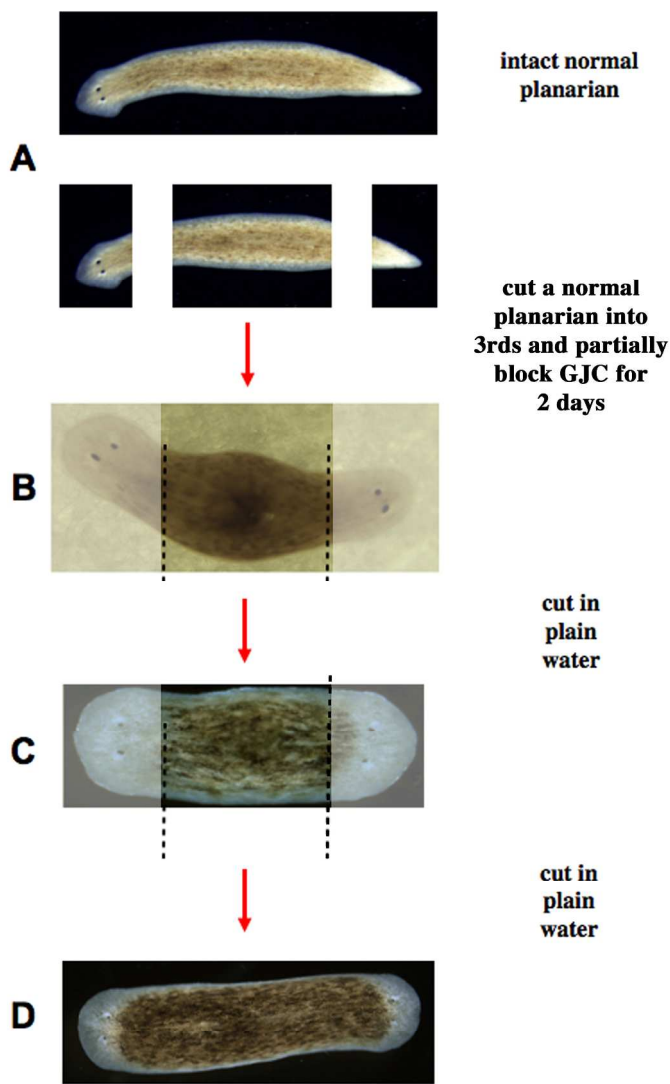 intact normal
planarian
A
cut a normal
planarian into
3rds and partially
block GJC for
2 days
B
cut in
plain
water
C
cut in
plain
water
D